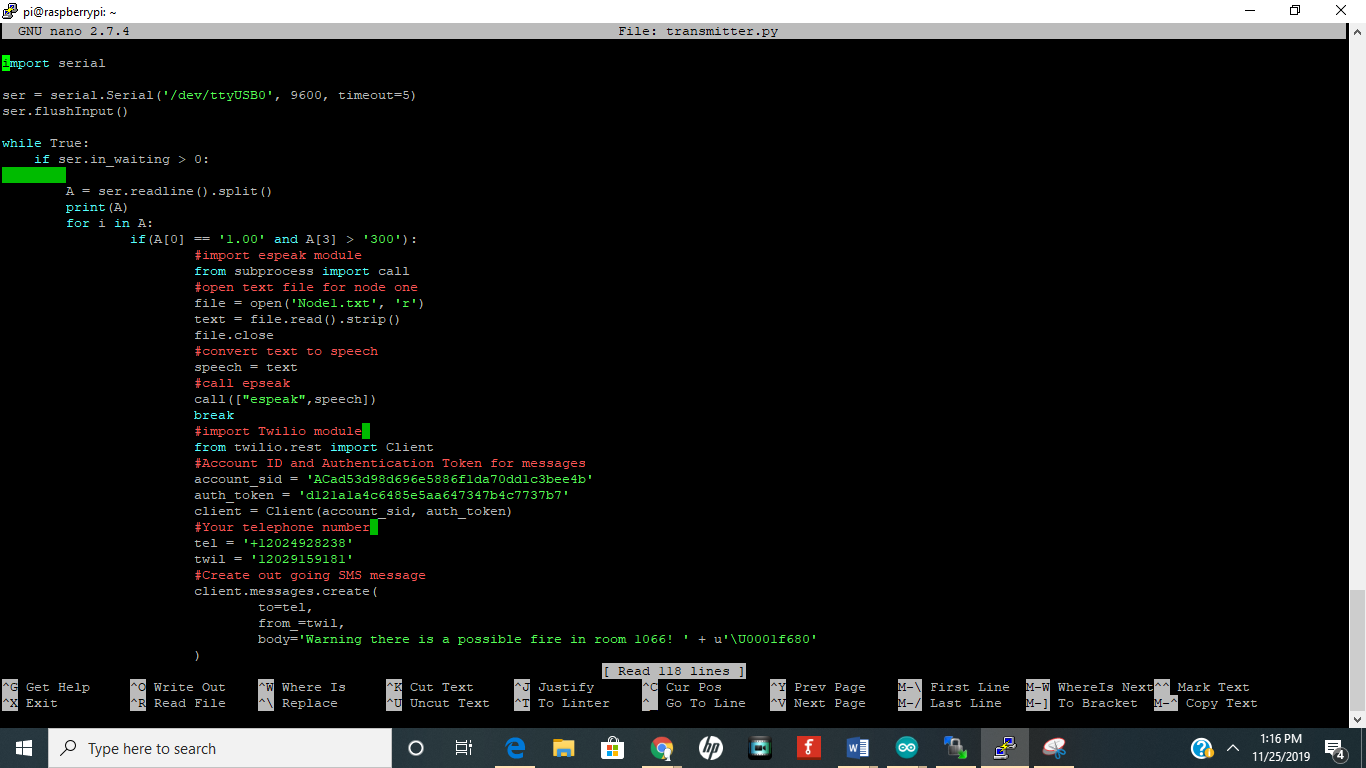 pi@raspberrypi: ~
GNU nano 2.7.4 File: transmitter.py
import serial
ser = serial.Serial('/dev/ttyUSB0', 9600, timeout=5)
ser.flushInput()
while True:
if ser.in_waiting > 0:
A = ser.readline().split()
print(A)
for i in A:
if(A[0] == '1.00' and A[3] > '300'):
#import espeak module
from subprocess import call
#open text file for node one
file = open('Node1.txt', 'r')
text = file.read().strip()
file.close
#convert text to speech
speech = text
#call epseak
call(["espeak",speech])
break
#import Twilio module
from twilio.rest import Client
#Account ID and Authentication Token for messages
account_sid = 'ACad53d98d696e5886f1da70dd1c3bee4b'
auth_token = 'd121a1a4c6485e5aa647347b4c7737b7'
client = Client(account_sid, auth_token)
#Your telephone number
tel = '+12024928238'
twil = '12029159181'
#Create out going SMS message
client.messages.create(
to=tel,
from_=twil,
body='Warning there is a possible fire in room 1066! ' + u'\U0001f680'
)
[ Read 118 lines ]
^G Get Help ^O Write Out ^W Where Is ^K Cut Text ^J Justify ^C Cur Pos ^Y Prev Page M-\ First Line M-W WhereIs Next ^^ Mark Text
^X Exit ^R Read File ^\ Replace ^U Uncut Text ^T To Linter ^_ Go To Line ^V Next Page M-/ Last Line M-] To Bracket M-^ Copy Text
Type here to search
1:16 PM
11/25/2019
4